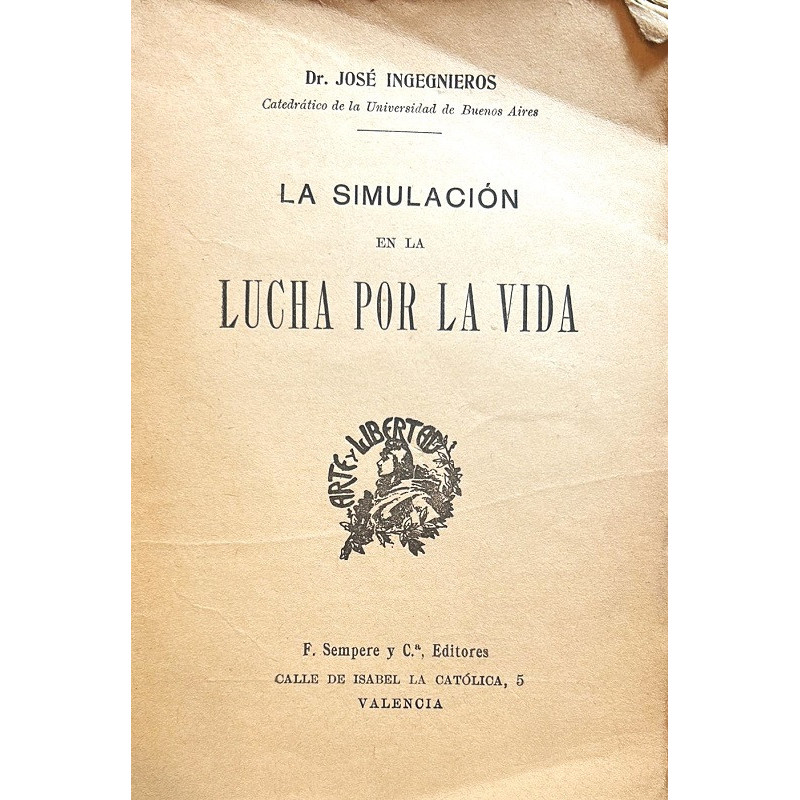 Dr. JOSÉ INGEGNIEROS
Catedrático de la Universidad de Buenos Aires
LA SIMULACIÓN
EN LA
LUCHA POR LA VIDA
ARTE Y LIBERTAD
F. Sempere y C.ª, Editores
CALLE DE ISABEL LA CATÓLICA, 5
VALENCIA